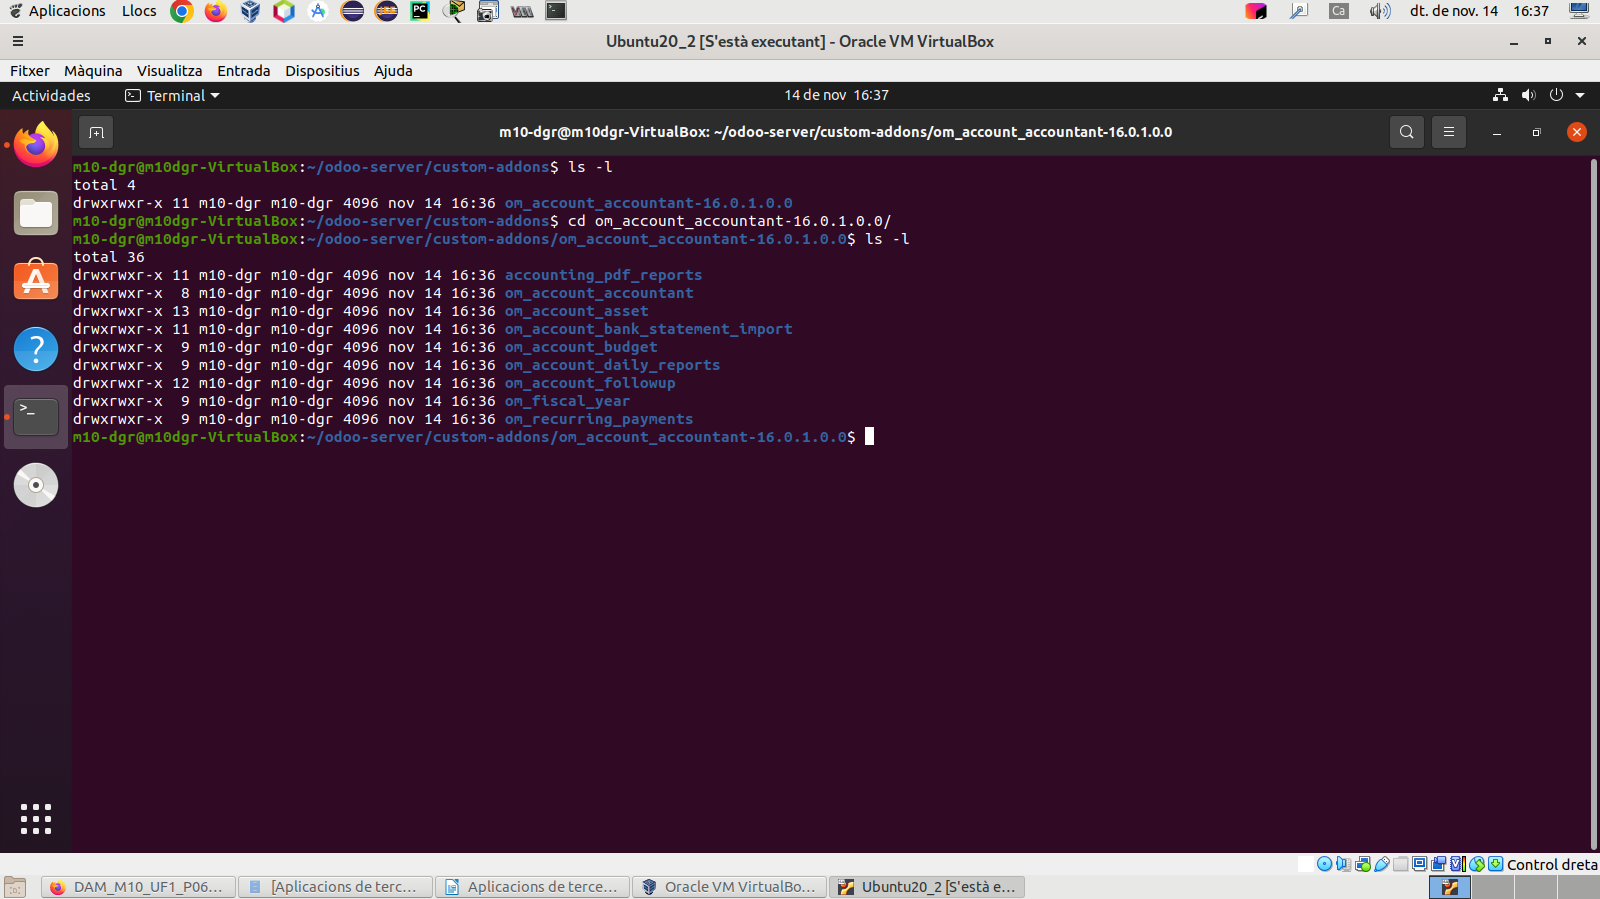 Aplicacions Llocs PC Ca dt. de nov. 14 16:37
Ubuntu20_2 [S'està executant] - Oracle VM VirtualBox
Fitxer Màquina Visualitza Entrada Dispositius Ajuda
Actividades Terminal 14 de nov 16:37
m10-dgr@m10dgr-VirtualBox: ~/odoo-server/custom-addons/om_account_accountant-16.0.1.0.0
m10-dgr@m10dgr-VirtualBox:~/odoo-server/custom-addons$ ls -l
total 4
drwxrwxr-x 11 m10-dgr m10-dgr 4096 nov 14 16:36 om_account_accountant-16.0.1.0.0
m10-dgr@m10dgr-VirtualBox:~/odoo-server/custom-addons$ cd om_account_accountant-16.0.1.0.0/
m10-dgr@m10dgr-VirtualBox:~/odoo-server/custom-addons/om_account_accountant-16.0.1.0.0$ ls -l
total 36
drwxrwxr-x 11 m10-dgr m10-dgr 4096 nov 14 16:36 accounting_pdf_reports
drwxrwxr-x  8 m10-dgr m10-dgr 4096 nov 14 16:36 om_account_accountant
drwxrwxr-x 13 m10-dgr m10-dgr 4096 nov 14 16:36 om_account_asset
drwxrwxr-x 11 m10-dgr m10-dgr 4096 nov 14 16:36 om_account_bank_statement_import
drwxrwxr-x  9 m10-dgr m10-dgr 4096 nov 14 16:36 om_account_budget
drwxrwxr-x  9 m10-dgr m10-dgr 4096 nov 14 16:36 om_account_daily_reports
drwxrwxr-x 12 m10-dgr m10-dgr 4096 nov 14 16:36 om_account_followup
drwxrwxr-x  9 m10-dgr m10-dgr 4096 nov 14 16:36 om_fiscal_year
drwxrwxr-x  9 m10-dgr m10-dgr 4096 nov 14 16:36 om_recurring_payments
m10-dgr@m10dgr-VirtualBox:~/odoo-server/custom-addons/om_account_accountant-16.0.1.0.0$
Control dreta
DAM_M10_UF1_P06... [Aplicacions de terc... Aplicacions de terce... Oracle VM VirtualBo... Ubuntu20_2 [S'està e...